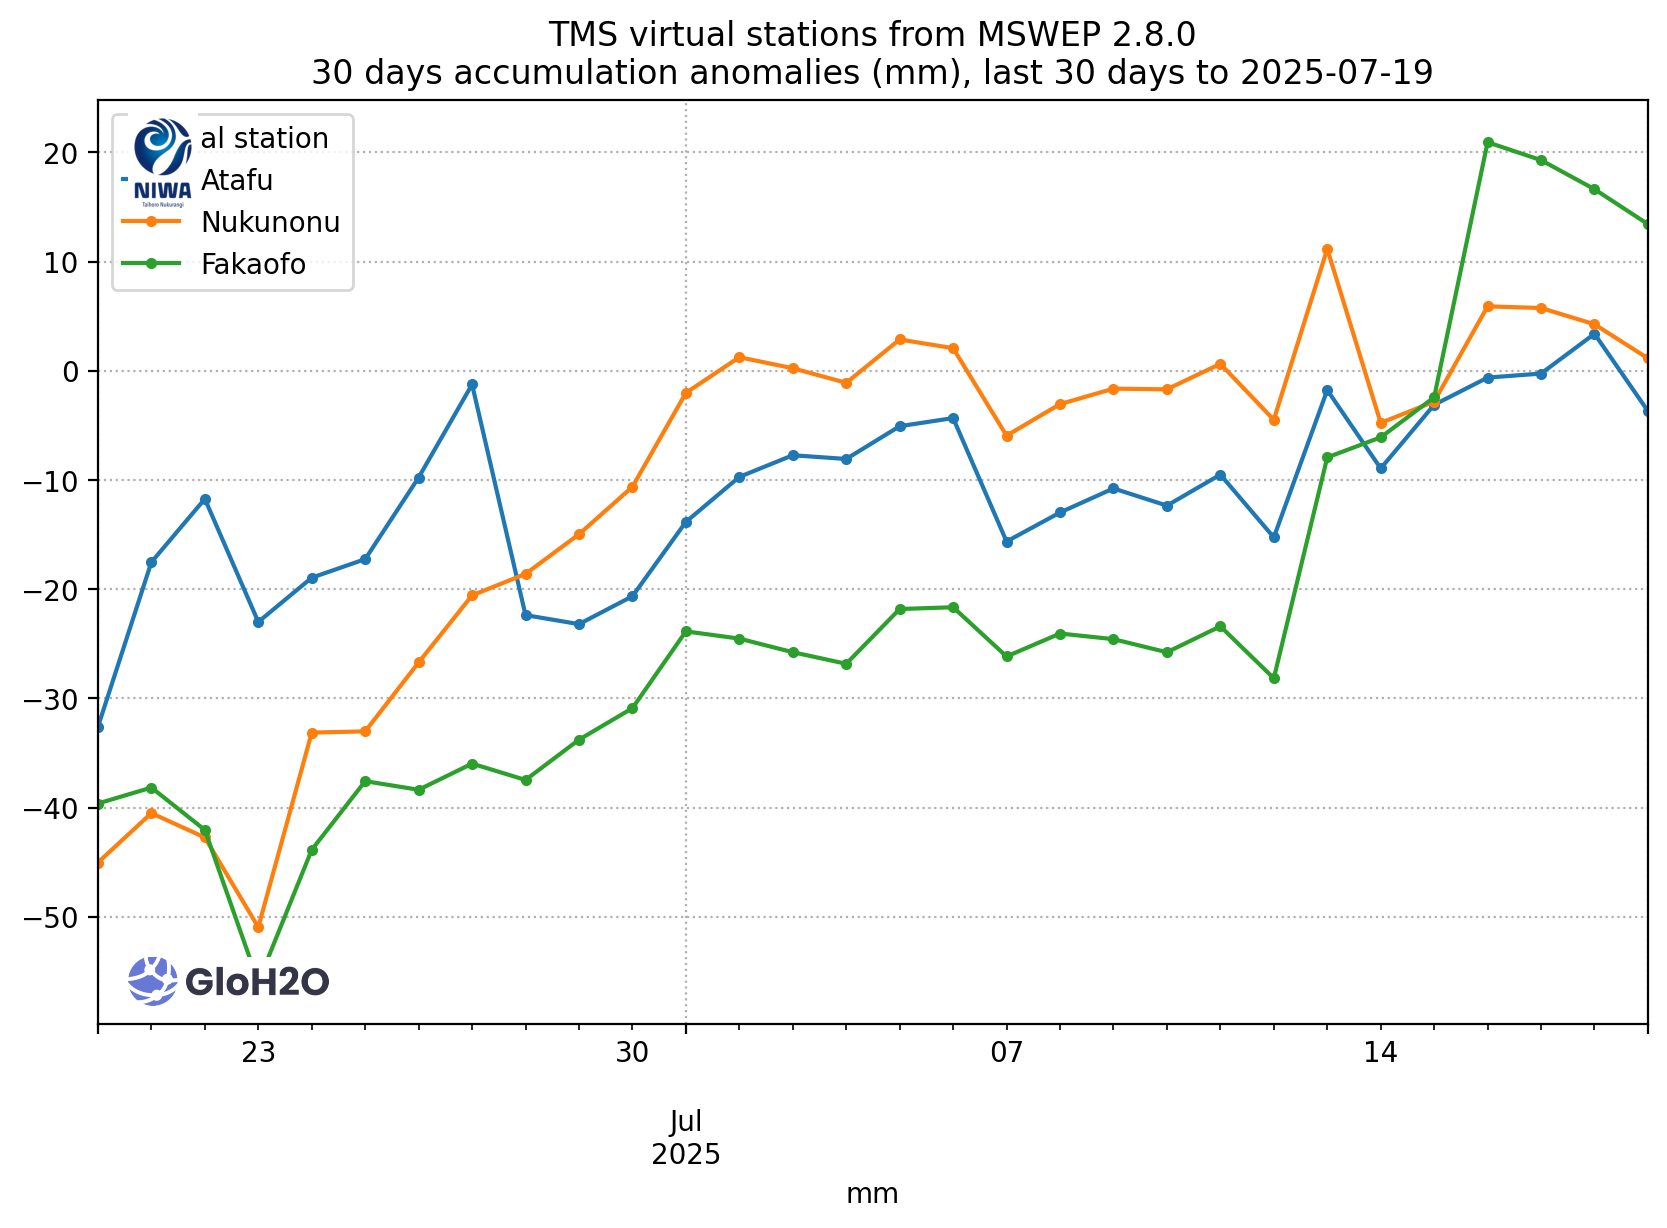 TMS virtual stations from MSWEP 2.8.0
30 days accumulation anomalies (mm), last 30 days to 2025-07-19
al station
Atafu
Nukunonu
Fakaofo
NIWA
Taihoro Nukurangi
20
10
0
−10
−20
−30
−40
−50
GloH2O
23
30
07
14
Jul
2025
mm